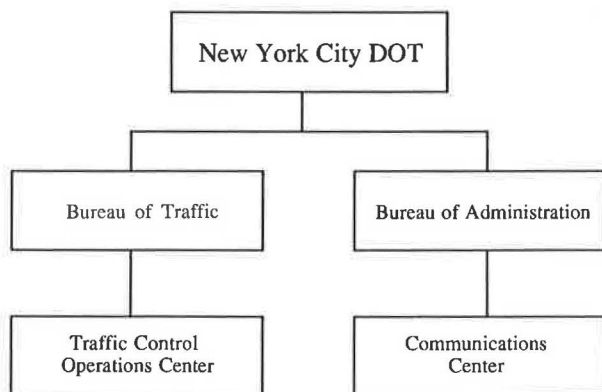 New York City DOT
Bureau of Traffic
Bureau of Administration
Traffic Control
Operations Center
Communications
Center